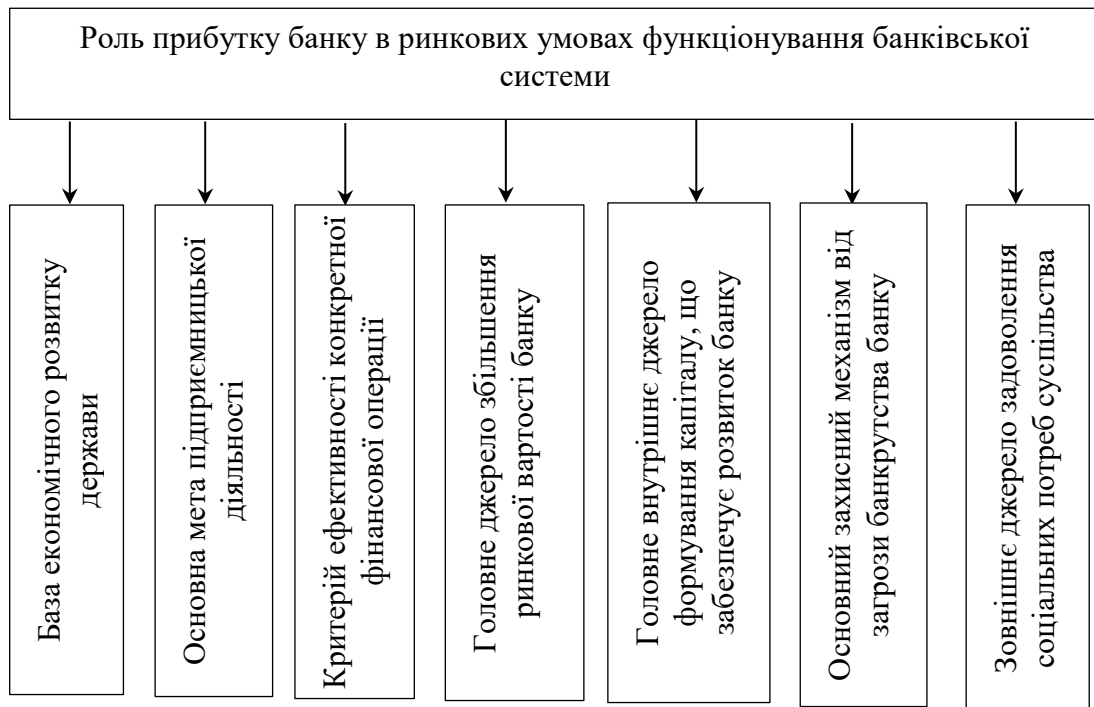 Роль прибутку банку в ринкових умовах функціонування банківської
системи
База економічного розвитку
держави
Основна мета підприємницької
діяльності
Критерій ефективності конкретної
фінансової операції
Головне джерело збільшення
ринкової вартості банку
Головне внутрішнє джерело
формування капіталу, що
забезпечує розвиток банку
Основний захисний механізм від
загрози банкрутства банку
Зовнішнє джерело задоволення
соціальних потреб суспільства